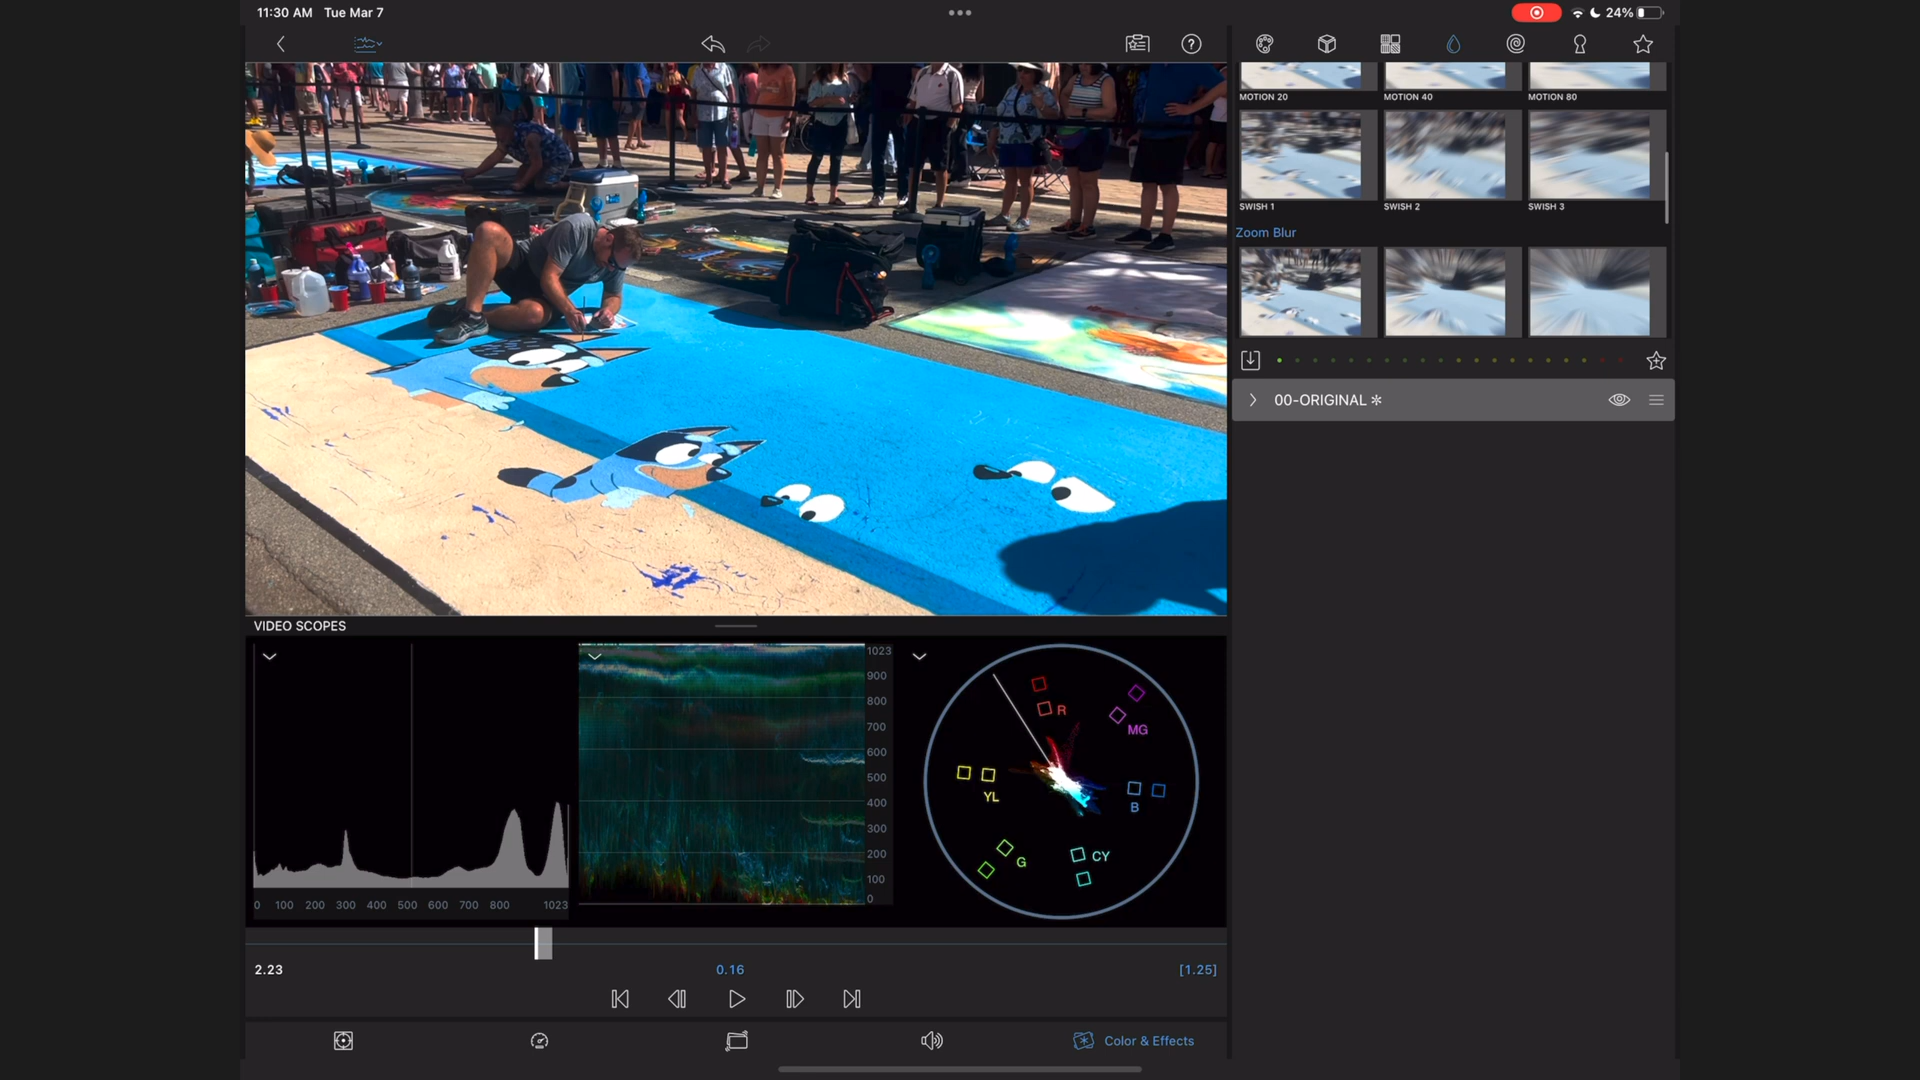 11:30 AM Tue Mar 7
24%
MOTION 20
MOTION 40
MOTION 80
SWISH 1
SWISH 2
SWISH 3
Zoom Blur
00-ORIGINAL ✻
VIDEO SCOPES
1023
900
800
700
600
500
400
300
200
100
0
0 100 200 300 400 500 600 700 800 1023
R
MG
YL
B
G
CY
2.23
0.16
[1.25]
Color & Effects